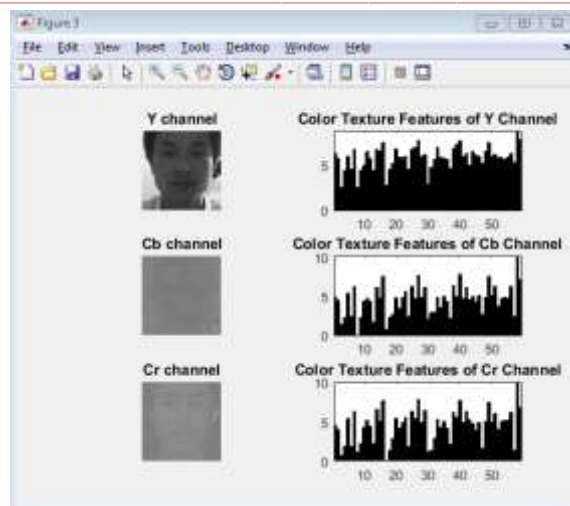 Figure 3
File Edit View Insert Tools Desktop Window Help
Y channel
Color Texture Features of Y Channel
5
0
10 20 30 40 50
Cb channel
Color Texture Features of Cb Channel
10
5
0
10 20 30 40 50
Cr channel
Color Texture Features of Cr Channel
10
5
0
10 20 30 40 50